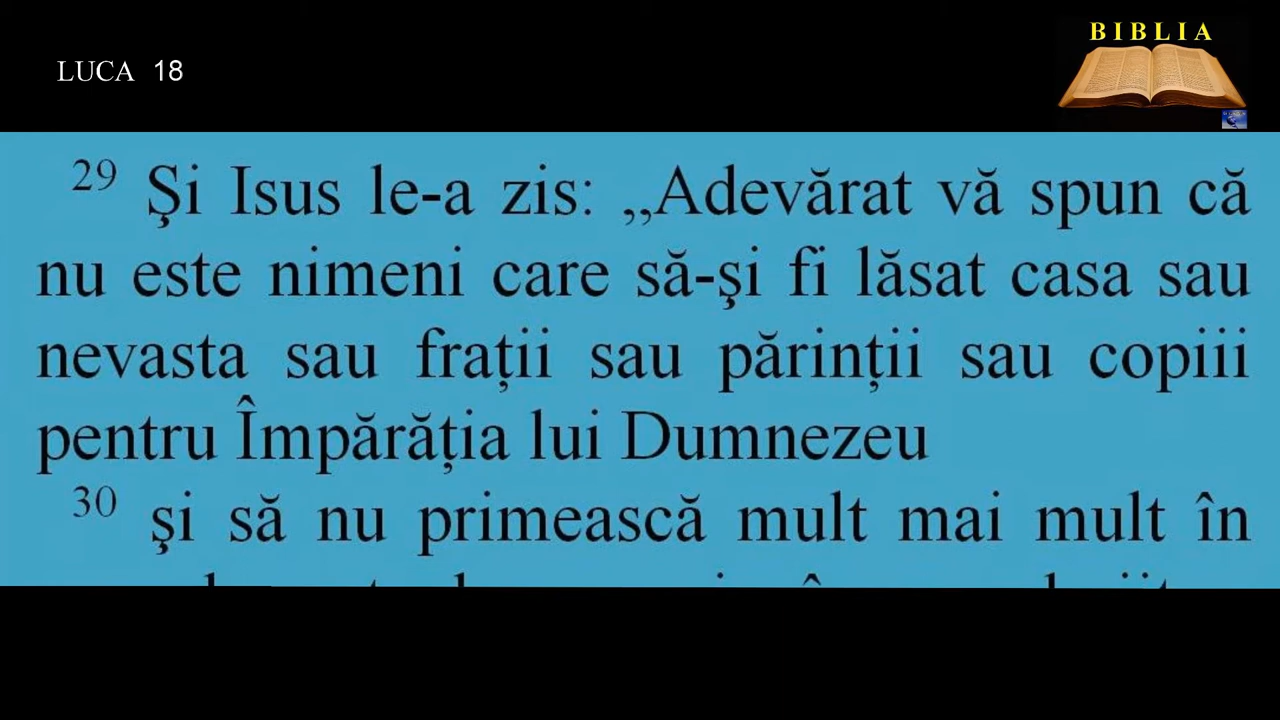 BIBLIA
LUCA 18
29 Şi Isus le-a zis: „Adevărat vă spun că
nu este nimeni care să-şi fi lăsat casa sau
nevasta sau fraţii sau părinţii sau copiii
pentru Împărăţia lui Dumnezeu
30 şi să nu primească mult mai mult în